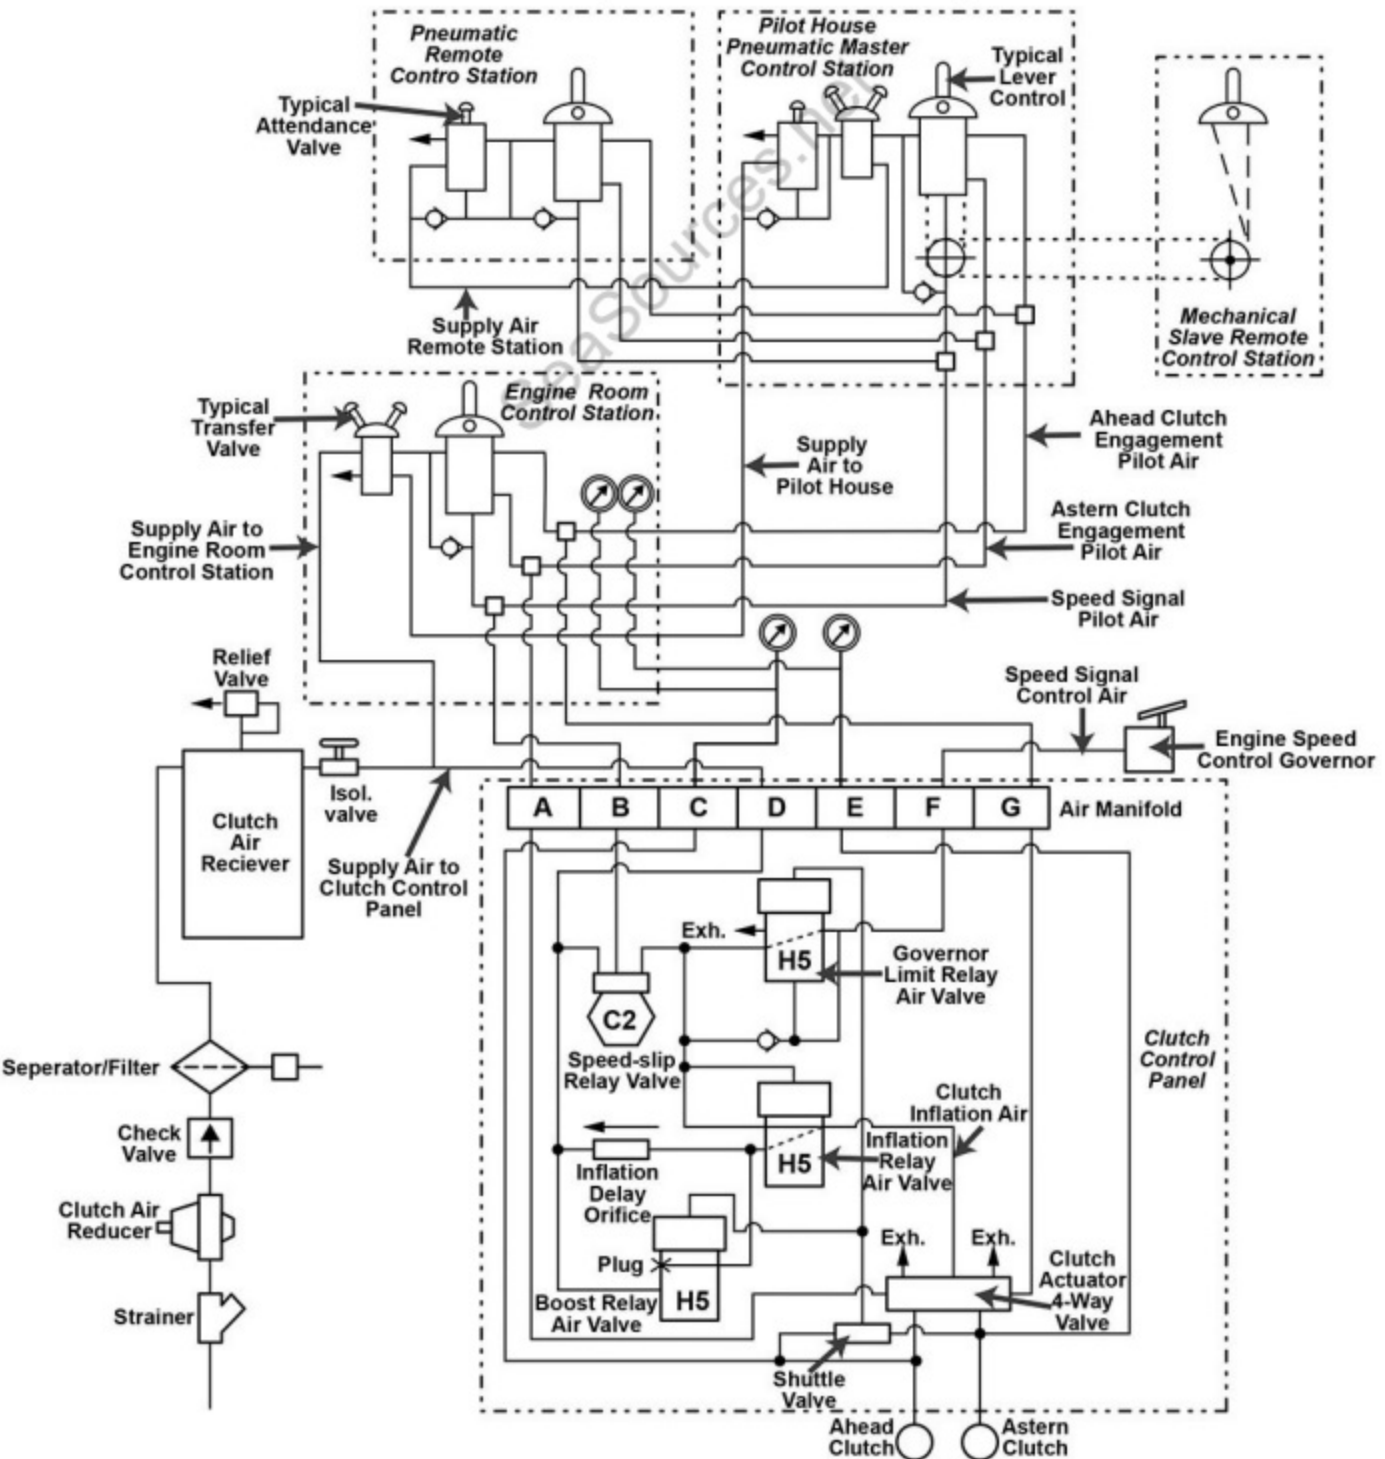 Pneumatic
Remote
Contro Station
Pilot House
Pneumatic Master
Control Station
Typical
Lever
Control
Typical
Attendance
Valve
SeaSources.net
Supply Air
Remote Station
Mechanical
Slave Remote
Control Station
Typical
Transfer
Valve
Engine Room
Control Station
Supply
Air to
Pilot House
Ahead Clutch
Engagement
Pilot Air
Supply Air to
Engine Room
Control Station
Astern Clutch
Engagement
Pilot Air
Speed Signal
Pilot Air
Relief
Valve
Speed Signal
Control Air
Engine Speed
Control Governor
Isol.
valve
Clutch
Air
Reciever
A B C D E F G
Air Manifold
Supply Air to
Clutch Control
Panel
Exh.
H5
Governor
Limit Relay
Air Valve
C2
Speed-slip
Relay Valve
Clutch
Control
Panel
Seperator/Filter
Clutch
Inflation Air
Check
Valve
Inflation
Relay
Air Valve
H5
Inflation
Delay
Orifice
Clutch Air
Reducer
Plug
Exh.
Exh.
Clutch
Actuator
4-Way
Valve
H5
Boost Relay
Air Valve
Strainer
Shuttle
Valve
Ahead
Clutch
Astern
Clutch